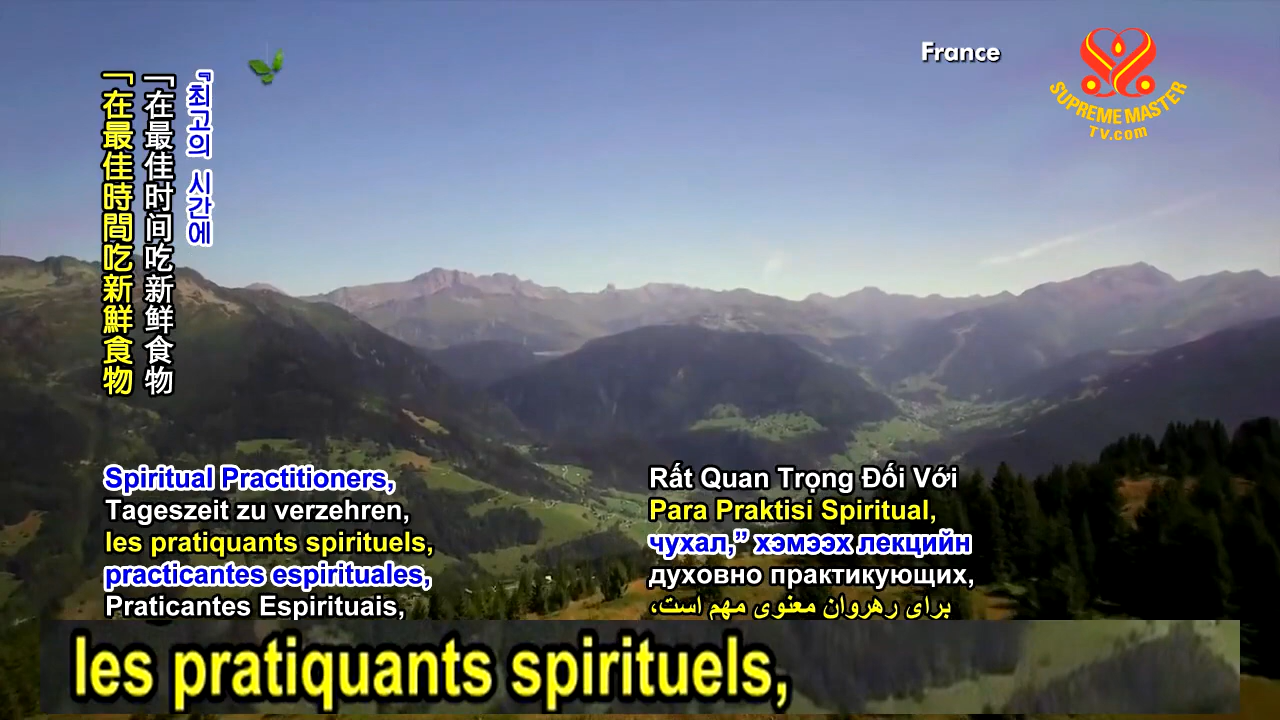 France
SUPREME MASTER
TV.com
『최고의 시간에
「在最佳时间吃新鲜食物
「在最佳時間吃新鮮食物
Spiritual Practitioners,
Tageszeit zu verzehren,
les pratiquants spirituels,
practicantes espirituales,
Praticantes Espirituais,
Rất Quan Trọng Đối Với
Para Praktisi Spiritual,
чухал,” хэмээх лекцийн
духовно практикующих,
برای رهروان معنوی مهم است،
les pratiquants spirituels,